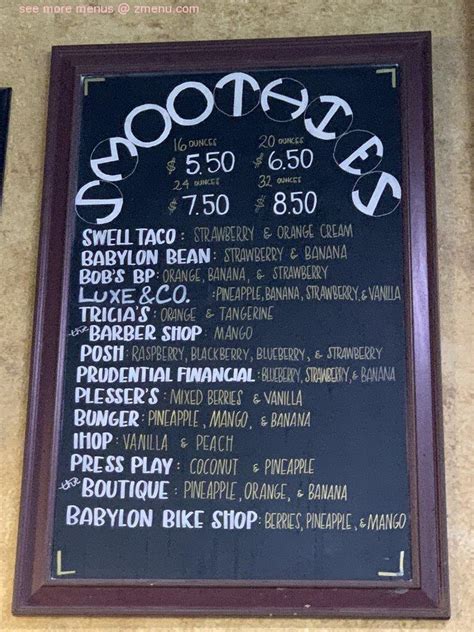 see more menus @ zmenu.com
SMOOTHIES
16 OUNCES 20 OUNCES
$ 5.50 $ 6.50
24 OUNCES 32 OUNCES
$ 7.50 $ 8.50
SWELL TACO: STRAWBERRY & ORANGE CREAM
BABYLON BEAN: STRAWBERRY & BANANA
BOB'S BP: ORANGE, BANANA, & STRAWBERRY
LUXE&CO. :PINEAPPLE, BANANA, STRAWBERRY, & VANILLA
TRICIA'S: ORANGE & TANGERINE
the BARBER SHOP: MANGO
POSH: RASPBERRY, BLACKBERRY, BLUEBERRY, & STRAWBERRY
PRUDENTIAL FINANCIAL: BLUEBERRY, STRAWBERRY, & BANANA
PLESSER'S: MIXED BERRIES & VANILLA
BUNGER: PINEAPPLE, MANGO, & BANANA
IHOP: VANILLA & PEACH
PRESS PLAY: COCONUT & PINEAPPLE
the BOUTIQUE: PINEAPPLE, ORANGE, & BANANA
BABYLON BIKE SHOP: BERRIES, PINEAPPLE, & MANGO